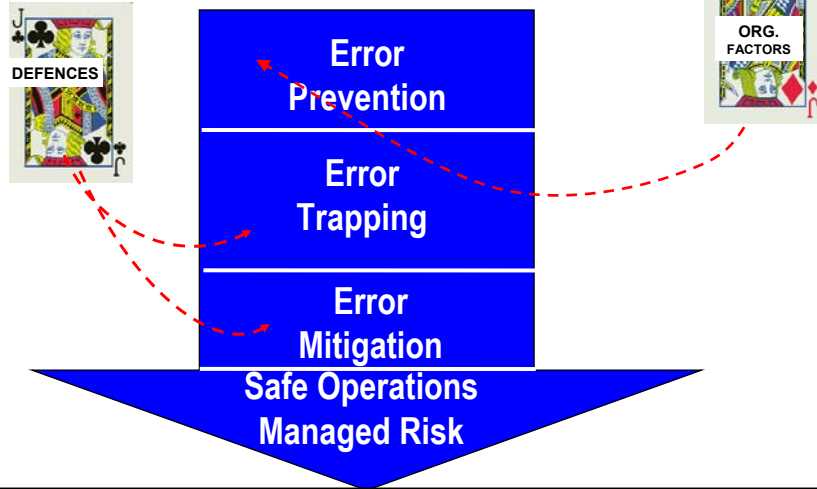 J
DEFENCES
J
ORG.
FACTORS
J
Error
Prevention
Error
Trapping
Error
Mitigation
Safe Operations
Managed Risk